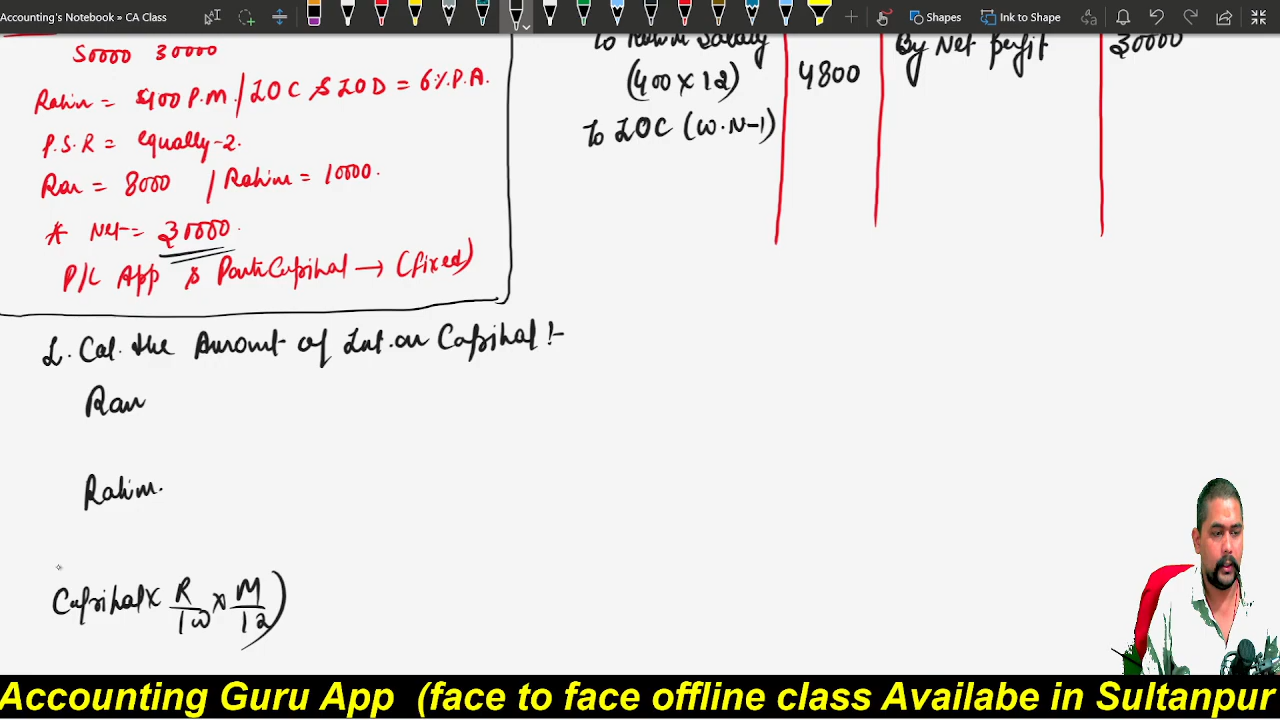 Accounting's Notebook » CA Class
Shapes
Ink to Shape
50000 30000
Rahim = 400 P.M / IOC & IOD = 6% P.A.
P.S.R = equally-2.
Ram = 8000 / Rahim = 10000.
* Net = 30000.
P/L App & Part Capital → (fixed)
To Rahim Salary
(400 x 12) 4800
To IOC (W.N-1)
By Net Profit 30000
1. Cal. the Amount of Int. on Capital :-
Ram
Rahim.
Capital x R/100 x M/12)
Accounting Guru App (face to face offline class Availabe in Sultanpur